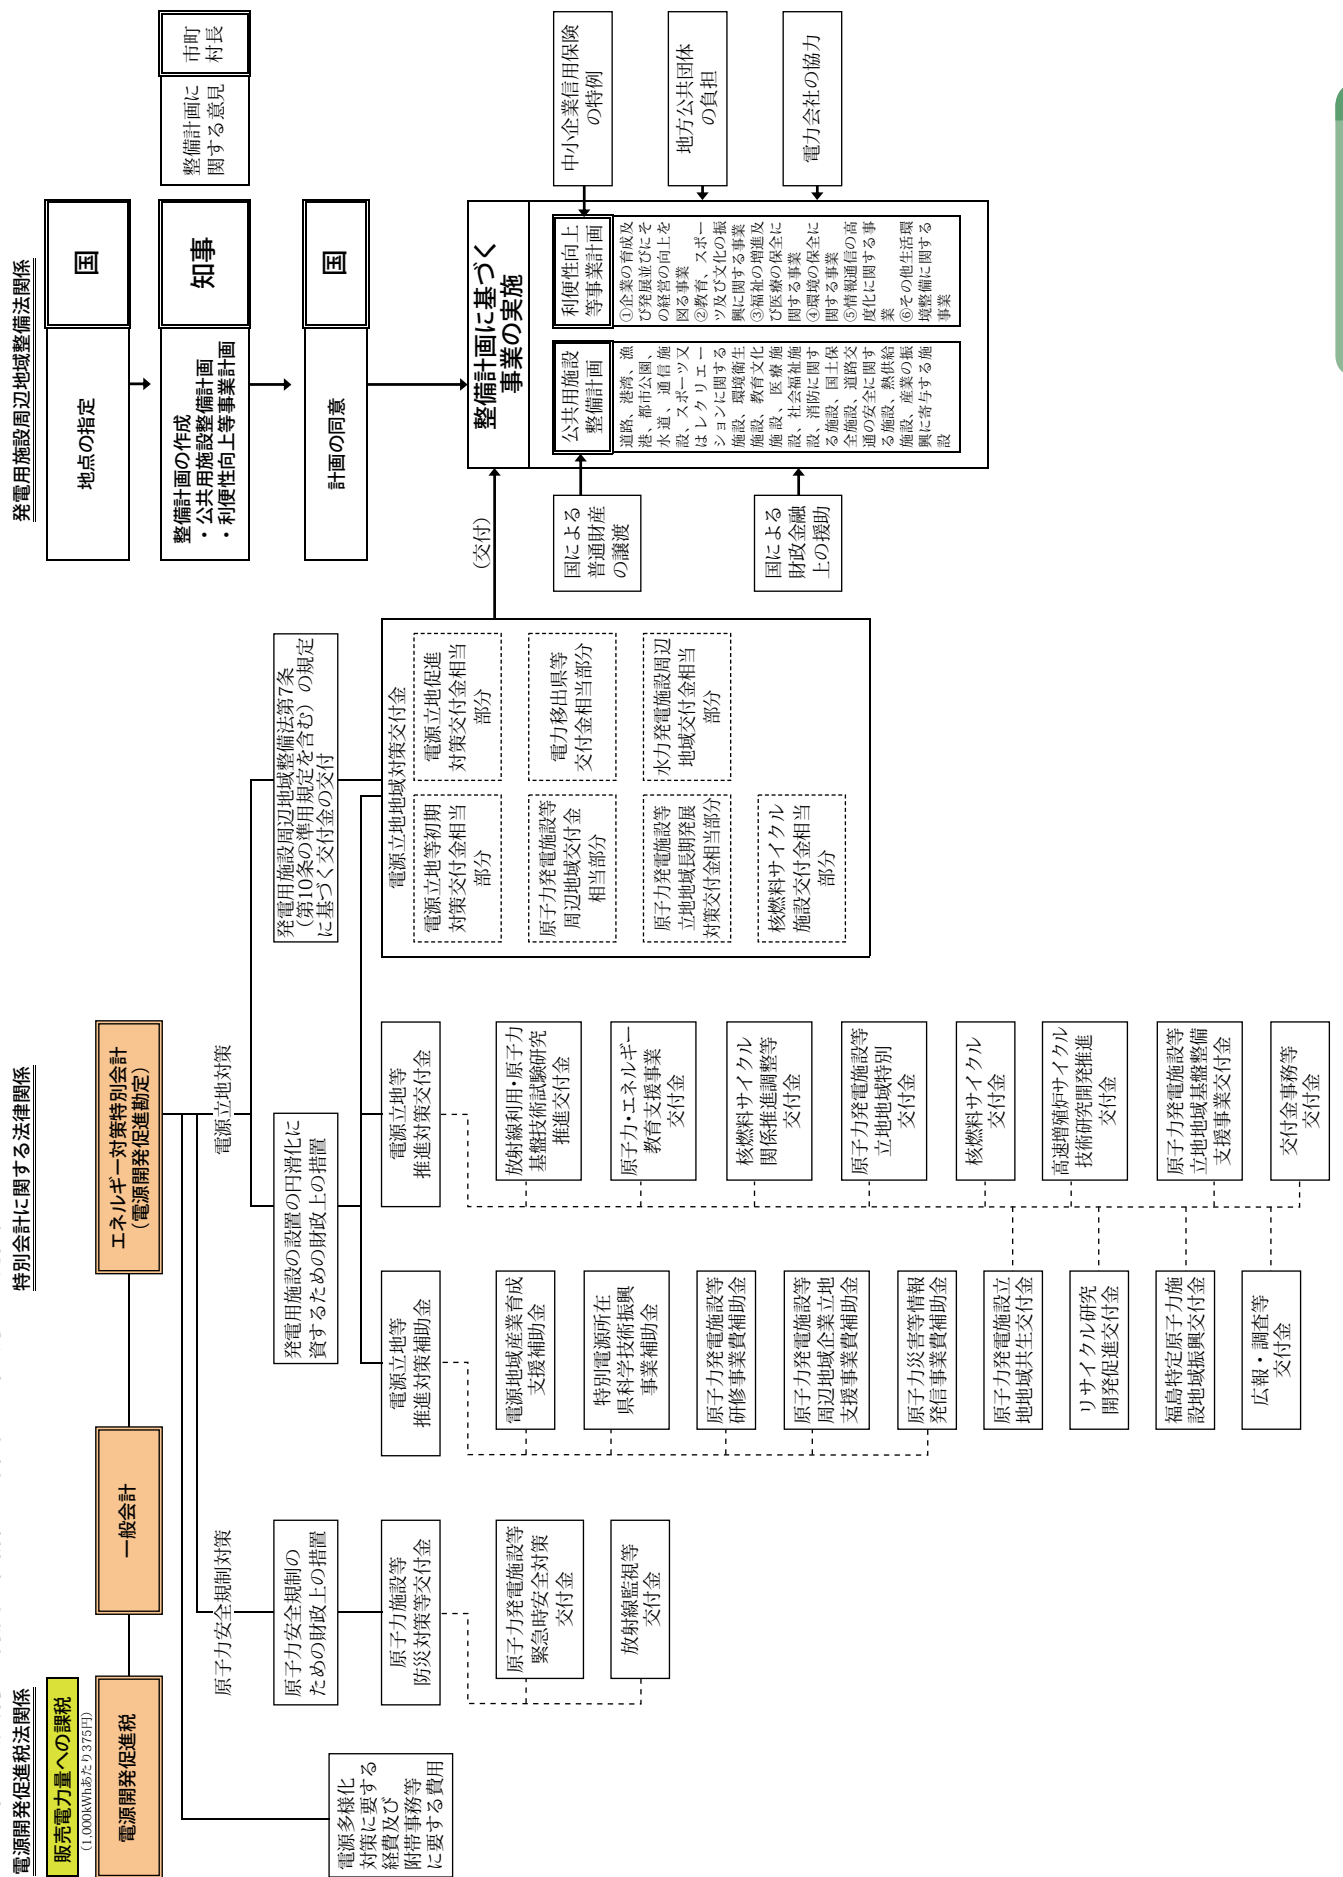 電源開発促進税法関係
販売電力量への課税
（1,000kWhあたり375円）
電源開発促進税
一般会計
特別会計に関する法律関係
エネルギー対策特別会計
（電源開発促進勘定）
電源多様化
対策に要する
経費及び
附帯事務等
に要する費用
原子力安全規制対策
原子力安全規制の
ための財政上の措置
原子力施設等
防災対策等交付金
原子力発電施設等
緊急時安全対策
交付金
放射線監視等
交付金
電源立地対策
発電用施設の設置の円滑化に
資するための財政上の措置
電源立地等
推進対策補助金
電源地域産業育成
支援補助金
特別電源所在
県科学技術振興
事業補助金
原子力発電施設等
研修事業費補助金
原子力発電施設等
周辺地域企業立地
支援事業費補助金
原子力災害等情報
発信事業費補助金
電源立地等
推進対策交付金
放射線利用・原子力
基盤技術試験研究
推進交付金
原子力・エネルギー
教育支援事業
交付金
核燃料サイクル
関係推進調整等
交付金
原子力発電施設等
立地地域特別
交付金
核燃料サイクル
交付金
高速増殖炉サイクル
技術研究開発推進
交付金
原子力発電施設等
立地地域基盤整備
支援事業交付金
交付金事務等
交付金
原子力発電施設立
地地域共生交付金
リサイクル研究
開発促進交付金
福島特定原子力施
設地域振興交付金
広報・調査等
交付金
発電用施設周辺地域整備法第7条
（第10条の準用規定を含む）の規定
に基づく交付金の交付
電源立地地域対策交付金
電源立地等初期
対策交付金相当
部分
電源立地促進
対策交付金相当
部分
原子力発電施設等
周辺地域交付金
相当部分
電力移出県等
交付金相当部分
原子力発電施設等
立地地域長期発展
対策交付金相当部分
水力発電施設周辺
地域交付金相当
部分
核燃料サイクル
施設交付金相当
部分
発電用施設周辺地域整備法関係
地点の指定
国
整備計画の作成
・公共用施設整備計画
・利便性向上等事業計画
知事
整備計画に
関する意見
市町
村長
計画の同意
国
（交付）
整備計画に基づく
事業の実施
国による
普通財産
の譲渡
国による
財政金融
上の援助
公共用施設
整備計画
道路、港湾、漁
港、都市公園、
水道、通信施
設、スポーツ又
はレクリエー
ションに関する
施設、環境衛生
施設、教育文化
施設、医療施
設、社会福祉施
設、消防に関す
る施設、国土保
全施設、道路交
通の安全に関す
る施設、熱供給
施設、産業の振
興に寄与する施
設
利便性向上
等事業計画
①企業の育成及
び発展並びにそ
の経営の向上を
図る事業
②教育、スポー
ツ及び文化の振
興に関する事業
③福祉の増進及
び医療の保全に
関する事業
④環境の保全に
関する事業
⑤情報通信の高
度化に関する事
業
⑥その他生活環
境整備に関する
事業
中小企業信用保険
の特例
地方公共団体
の負担
電力会社の協力